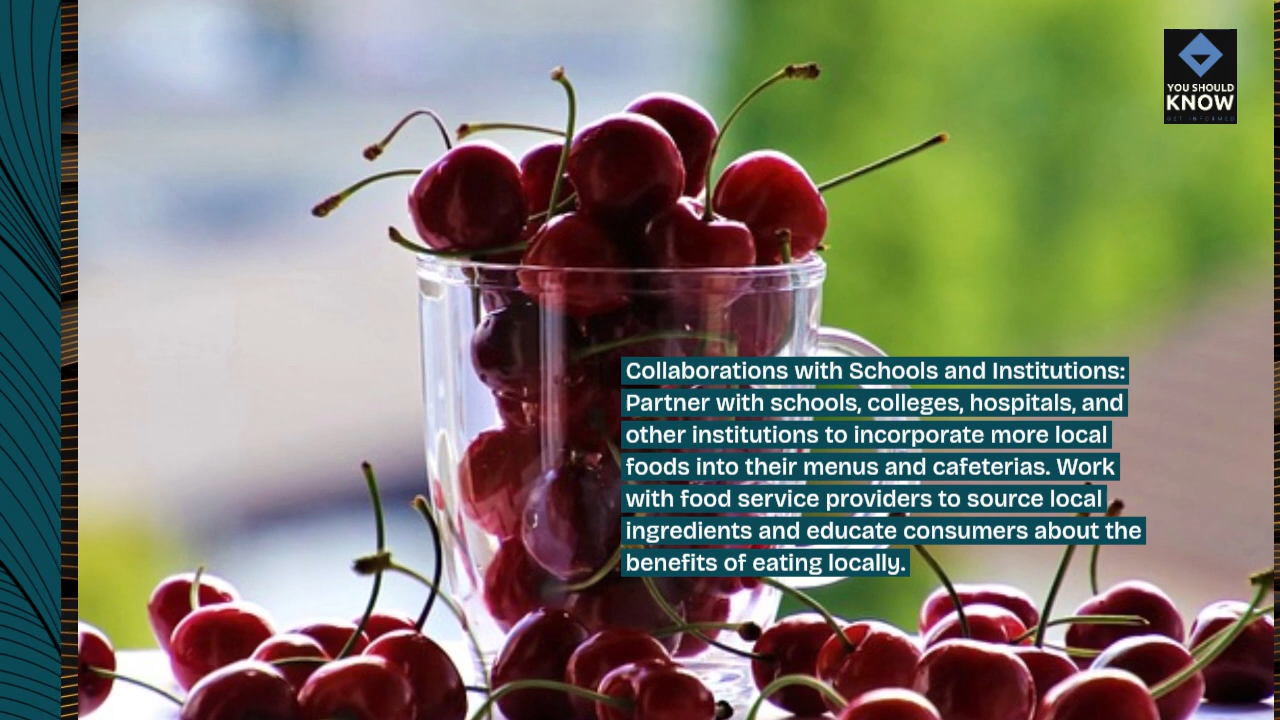 YOU SHOULD
KNOW
GET INFORMED
Collaborations with Schools and Institutions:
Partner with schools, colleges, hospitals, and
other institutions to incorporate more local
foods into their menus and cafeterias. Work
with food service providers to source local
ingredients and educate consumers about the
benefits of eating locally.